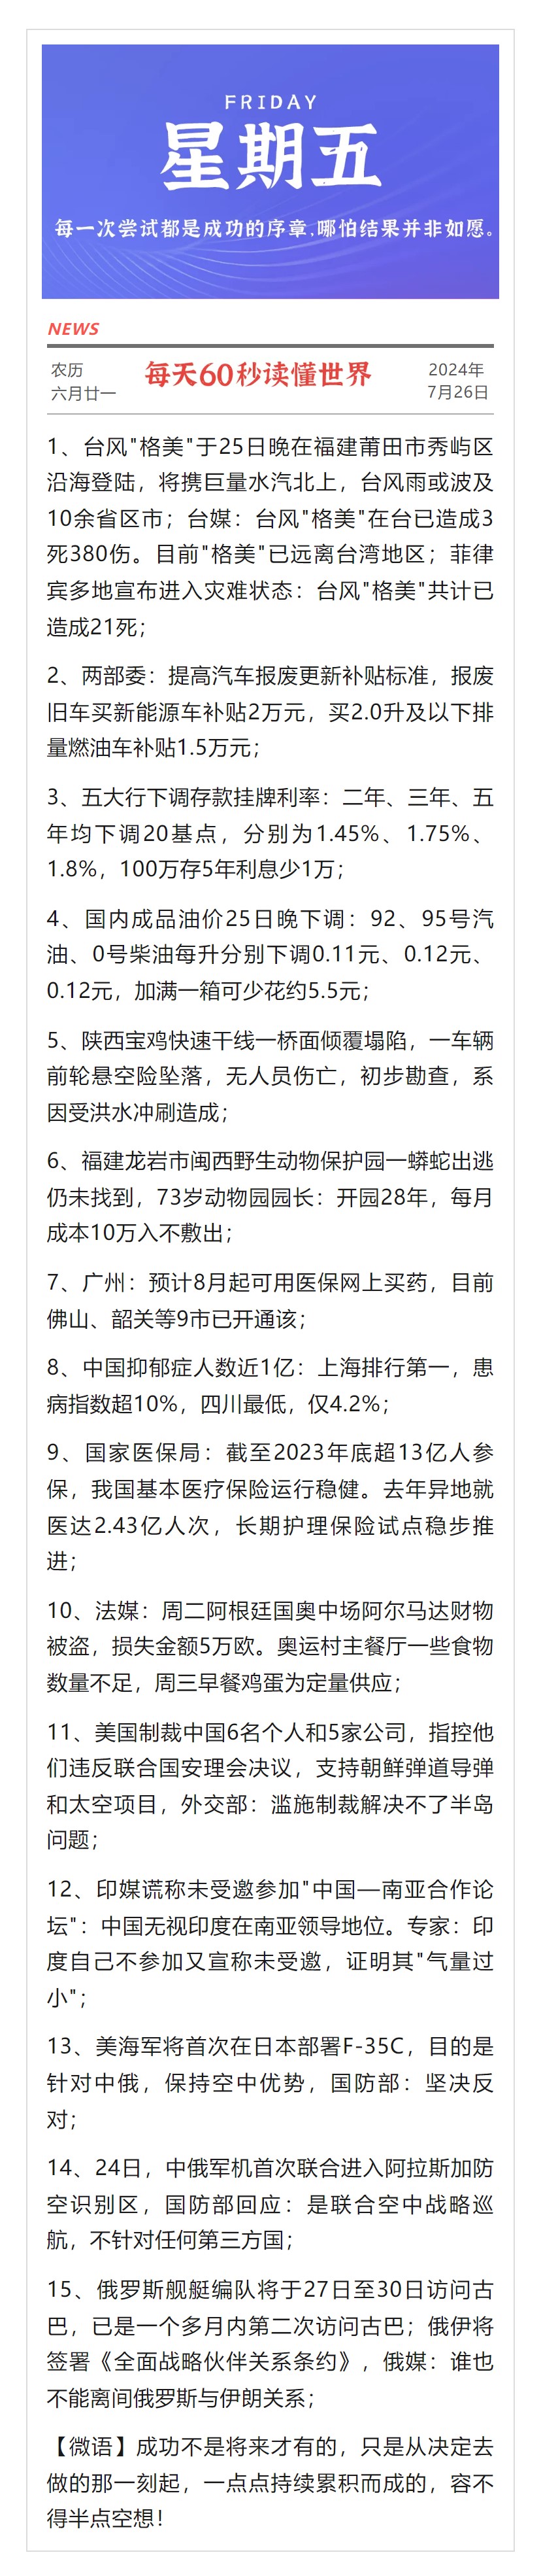 FRIDAY
星期五
每一次尝试都是成功的序章,哪怕结果并非如愿。
NEWS
农历
六月廿一
每天60秒读懂世界
2024年
7月26日
1、台风"格美"于25日晚在福建莆田市秀屿区
沿海登陆，将携巨量水汽北上，台风雨或波及
10余省区市；台媒：台风"格美"在台已造成3
死380伤。目前"格美"已远离台湾地区；菲律
宾多地宣布进入灾难状态：台风"格美"共计已
造成21死；
2、两部委：提高汽车报废更新补贴标准，报废
旧车买新能源车补贴2万元，买2.0升及以下排
量燃油车补贴1.5万元；
3、五大行下调存款挂牌利率：二年、三年、五
年均下调20基点，分别为1.45%、1.75%、
1.8%，100万存5年利息少1万；
4、国内成品油价25日晚下调：92、95号汽
油、0号柴油每升分别下调0.11元、0.12元、
0.12元，加满一箱可少花约5.5元；
5、陕西宝鸡快速干线一桥面倾覆塌陷，一车辆
前轮悬空险坠落，无人员伤亡，初步勘查，系
因受洪水冲刷造成；
6、福建龙岩市闽西野生动物保护园一蟒蛇出逃
仍未找到，73岁动物园园长：开园28年，每月
成本10万入不敷出；
7、广州：预计8月起可用医保网上买药，目前
佛山、韶关等9市已开通该；
8、中国抑郁症人数近1亿：上海排行第一，患
病指数超10%，四川最低，仅4.2%；
9、国家医保局：截至2023年底超13亿人参
保，我国基本医疗保险运行稳健。去年异地就
医达2.43亿人次，长期护理保险试点稳步推
进；
10、法媒：周二阿根廷国奥中场阿尔马达财物
被盗，损失金额5万欧。奥运村主餐厅一些食物
数量不足，周三早餐鸡蛋为定量供应；
11、美国制裁中国6名个人和5家公司，指控他
们违反联合国安理会决议，支持朝鲜弹道导弹
和太空项目，外交部：滥施制裁解决不了半岛
问题；
12、印媒谎称未受邀参加"中国—南亚合作论
坛"：中国无视印度在南亚领导地位。专家：印
度自己不参加又宣称未受邀，证明其"气量过
小"；
13、美海军将首次在日本部署F-35C，目的是
针对中俄，保持空中优势，国防部：坚决反
对；
14、24日，中俄军机首次联合进入阿拉斯加防
空识别区，国防部回应：是联合空中战略巡
航，不针对任何第三方国；
15、俄罗斯舰艇编队将于27日至30日访问古
巴，已是一个多月内第二次访问古巴；俄伊将
签署《全面战略伙伴关系条约》，俄媒：谁也
不能离间俄罗斯与伊朗关系；
【微语】成功不是将来才有的，只是从决定去
做的那一刻起，一点点持续累积而成的，容不
得半点空想！